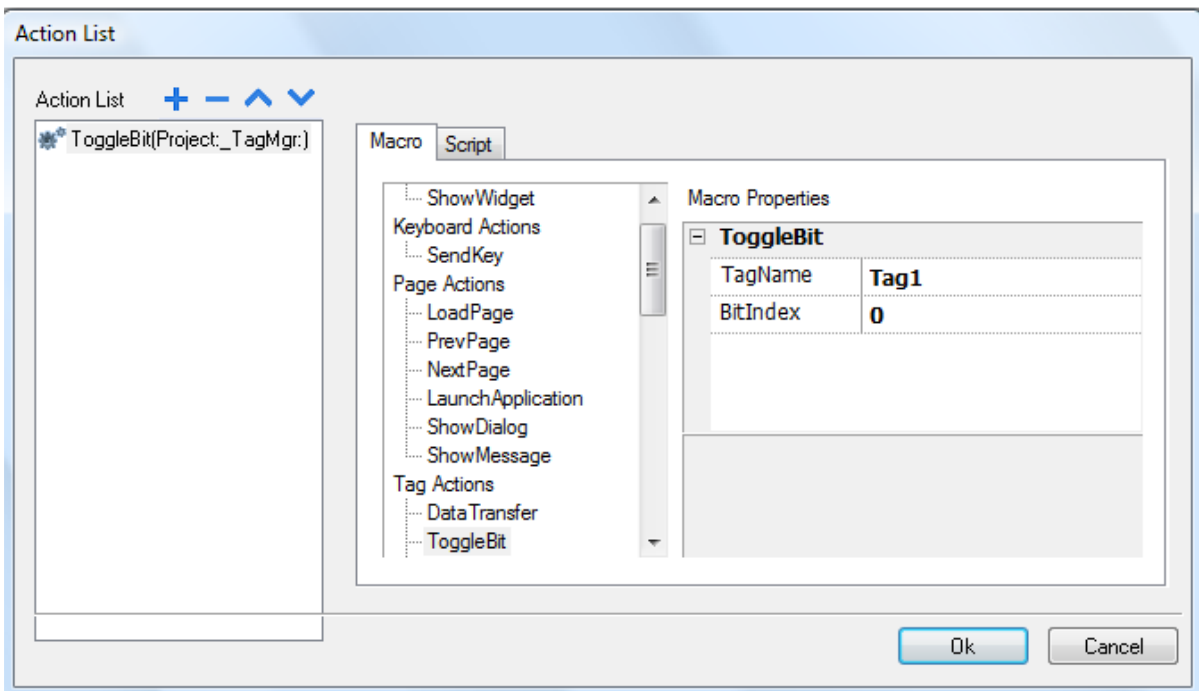 Action List
Action List
ToggleBit(Project:_TagMgr:)
Macro Script
ShowWidget
Keyboard Actions
SendKey
Page Actions
LoadPage
PrevPage
NextPage
LaunchApplication
ShowDialog
ShowMessage
Tag Actions
DataTransfer
ToggleBit
Macro Properties
ToggleBit
TagName Tag1
BitIndex 0
Ok Cancel